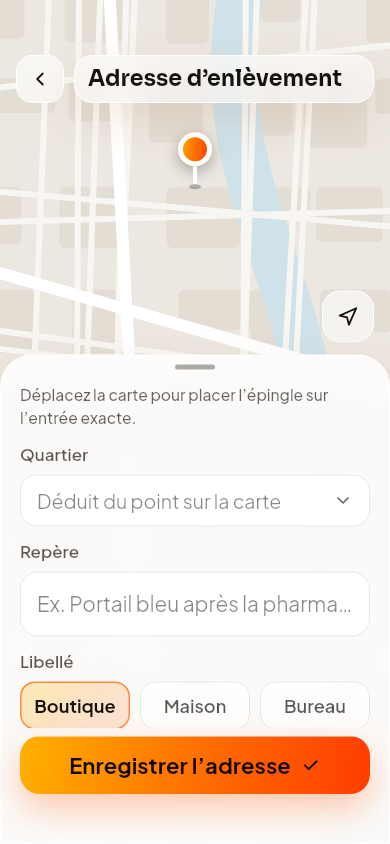 Adresse d’enlèvement
Déplacez la carte pour placer l’épingle sur
l’entrée exacte.
Quartier
Déduit du point sur la carte
Repère
Ex. Portail bleu après la pharma…
Libellé
Boutique
Maison
Bureau
Enregistrer l’adresse